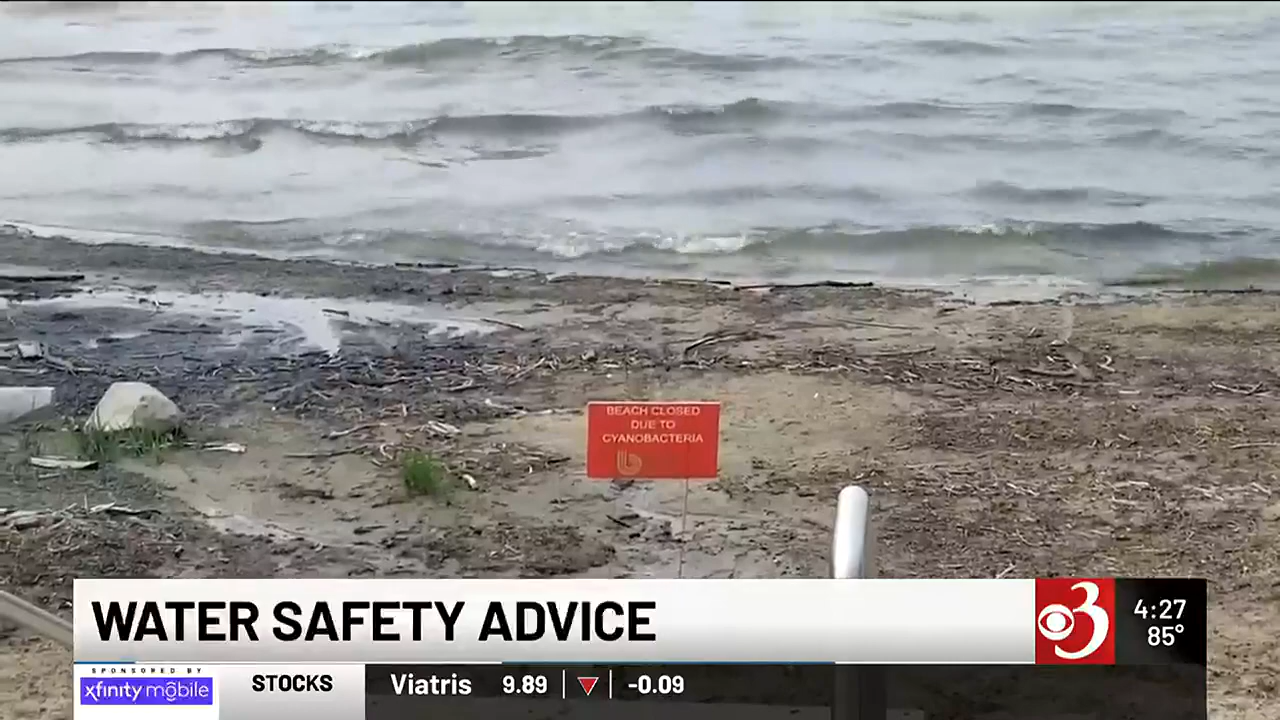 BEACH CLOSED
DUE TO
CYANOBACTERIA
b
WATER SAFETY ADVICE
3
4:27
85°
SPONSORED BY
xfinity mobile
STOCKS
Viatris 9.89 -0.09